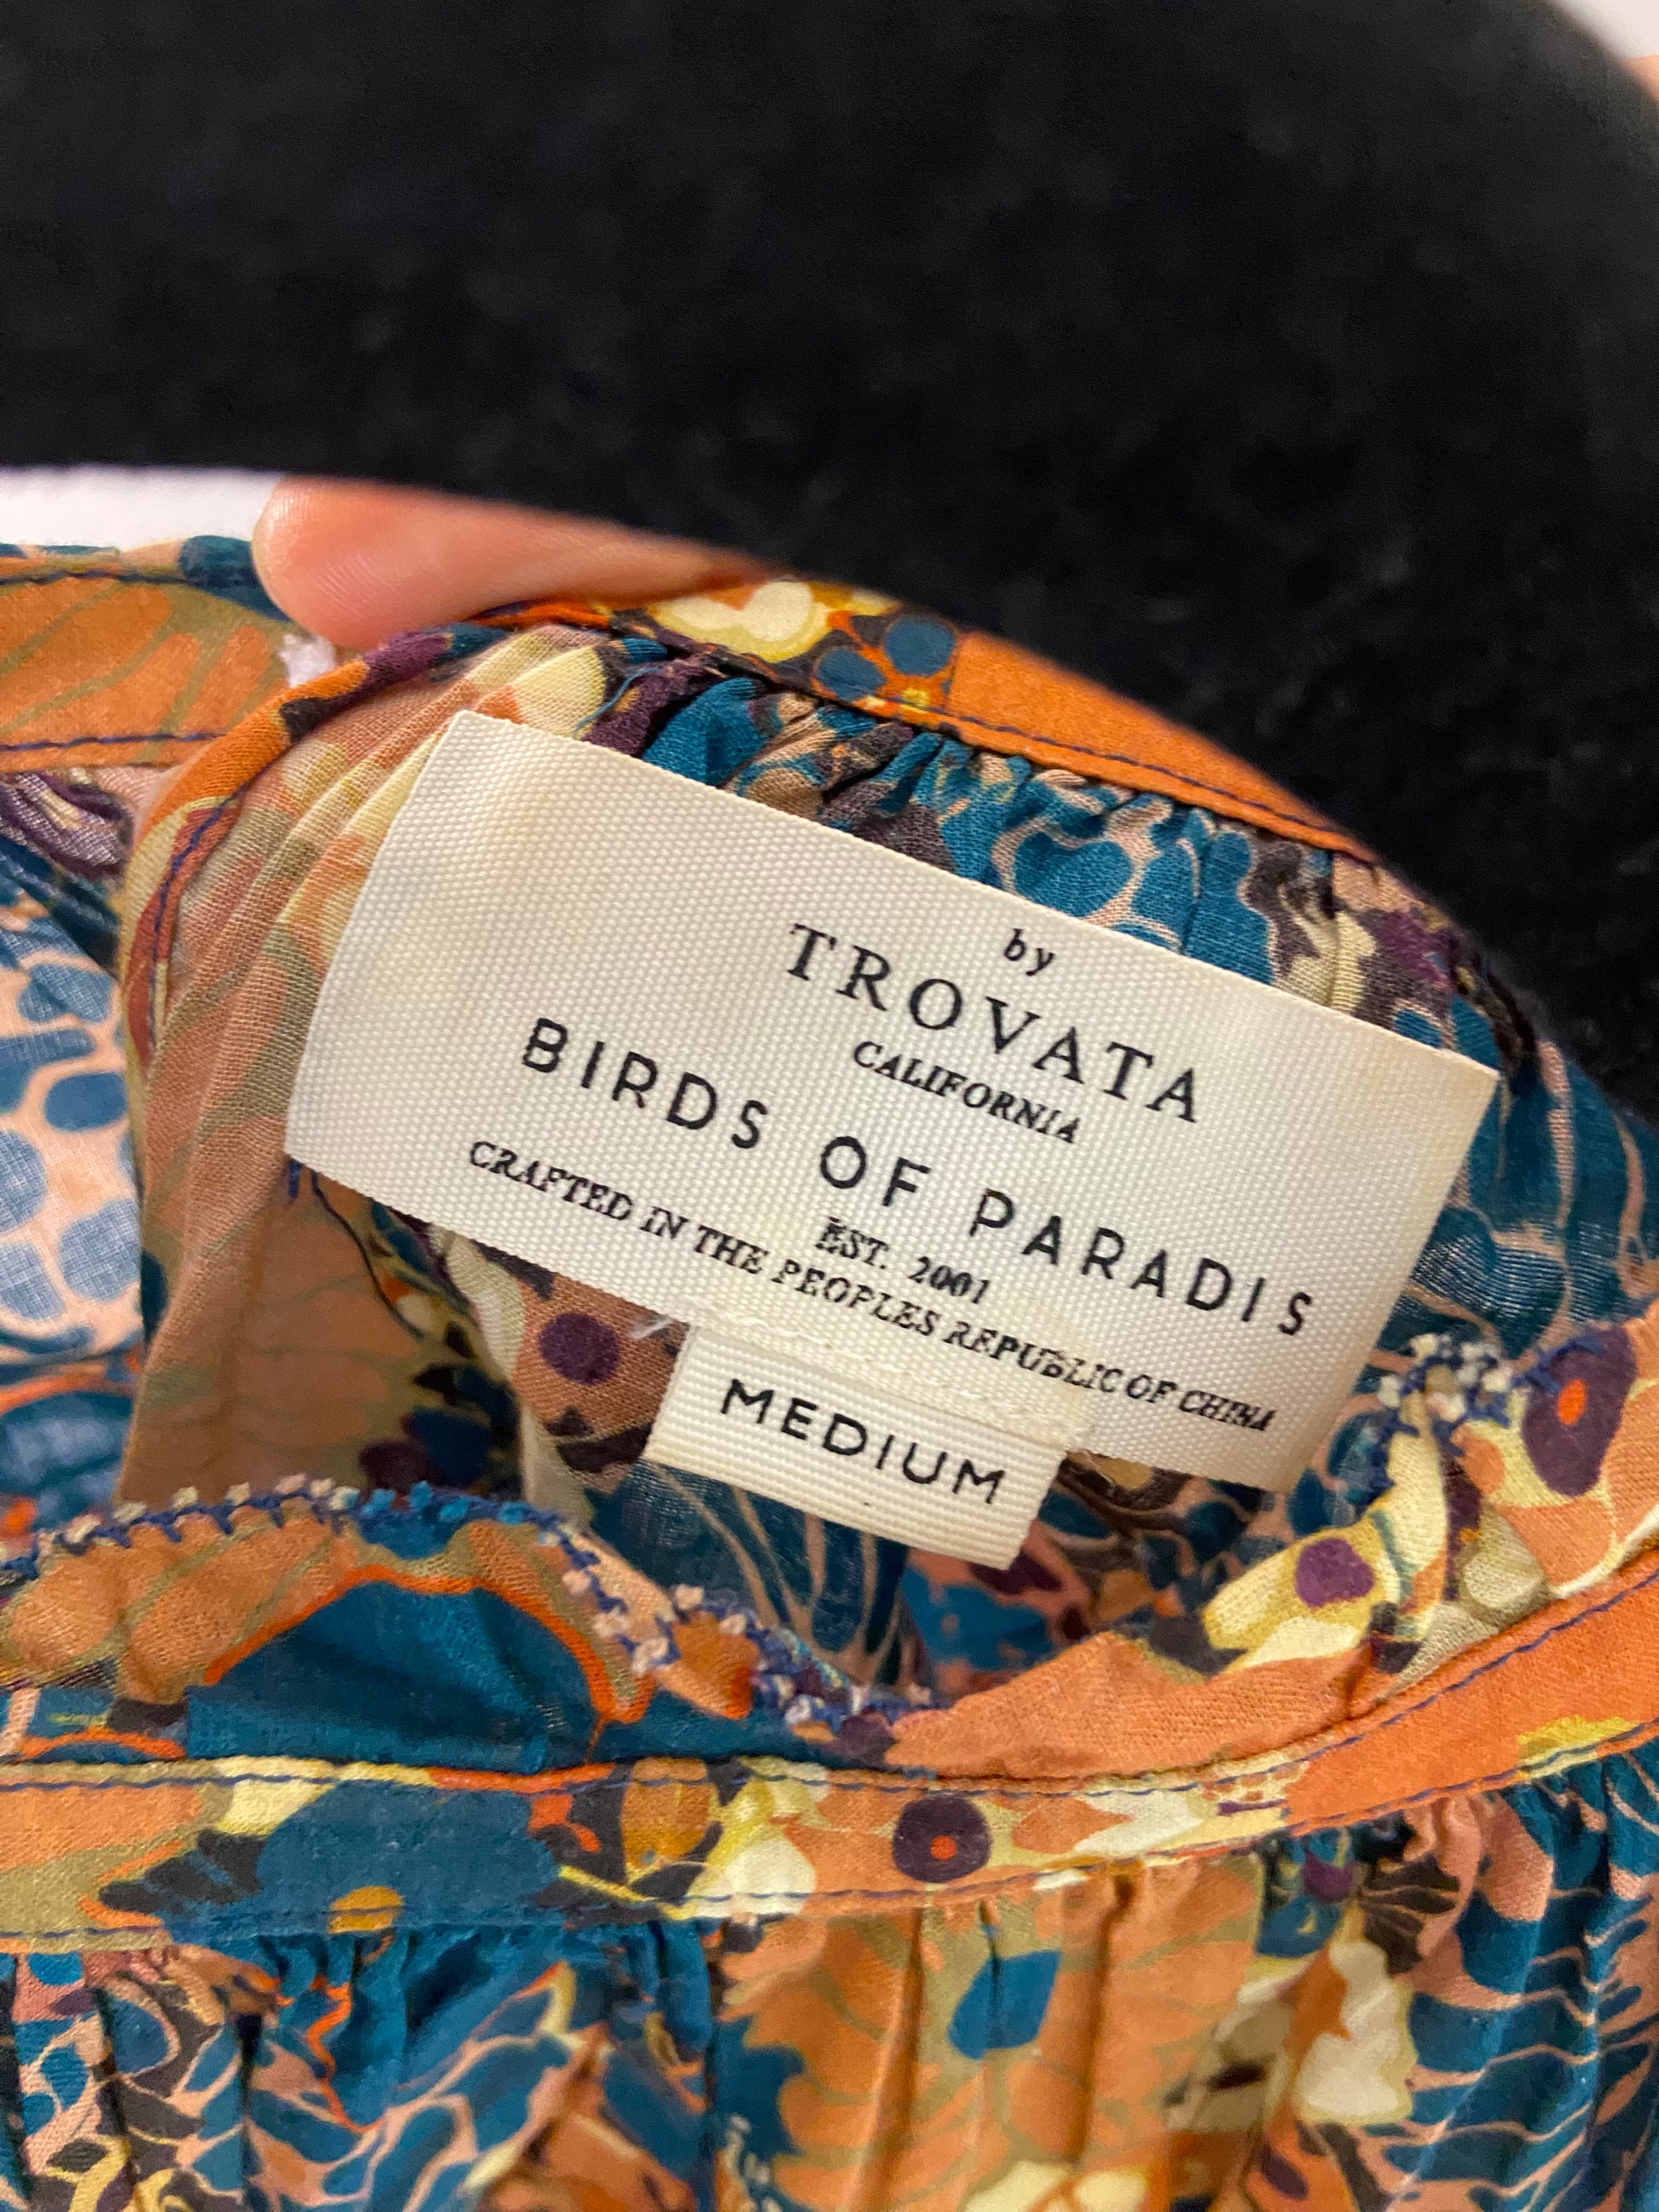 by
TROVATA
CALIFORNIA
BIRDS OF PARADIS
EST. 2001
CRAFTED IN THE PEOPLES REPUBLIC OF CHINA
MEDIUM